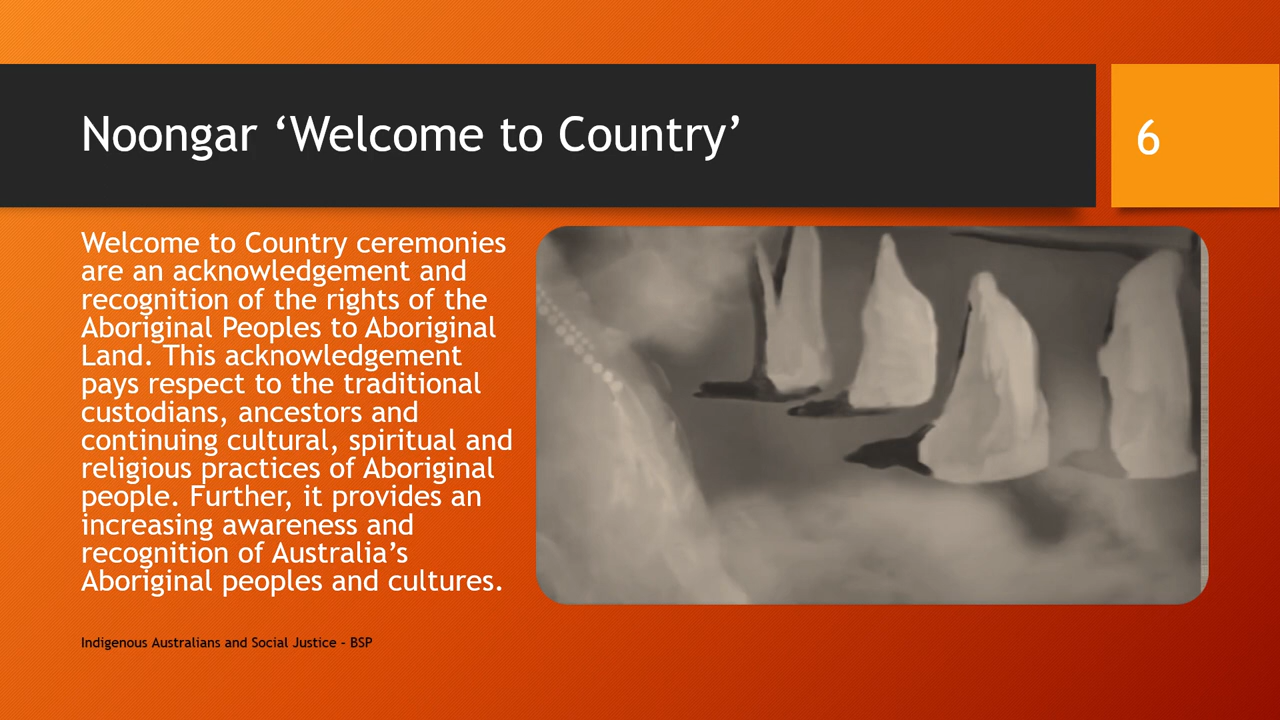 Noongar ‘Welcome to Country’
6
Welcome to Country ceremonies
are an acknowledgement and
recognition of the rights of the
Aboriginal Peoples to Aboriginal
Land. This acknowledgement
pays respect to the traditional
custodians, ancestors and
continuing cultural, spiritual and
religious practices of Aboriginal
people. Further, it provides an
increasing awareness and
recognition of Australia’s
Aboriginal peoples and cultures.
Indigenous Australians and Social Justice - BSP